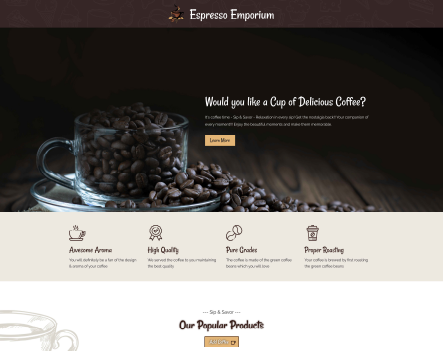 Espresso Emporium
Would you like a Cup of Delicious Coffee?
It's coffee time - Sip & Savor - Relaxation in every sip! Get the nostalgia back!! Your companion of
every moment!!! Enjoy the beautiful moments and make them memorable.
Learn More
Awesome Aroma
You will definitely be a fan of the design
& aroma of your coffee
High Quality
We served the coffee to you maintaining
the best quality
Pure Grades
The coffee is made of the green coffee
beans which you will love
Proper Roasting
Your coffee is brewed by first roasting
the green coffee beans
--- Sip & Savor ---
Our Popular Products